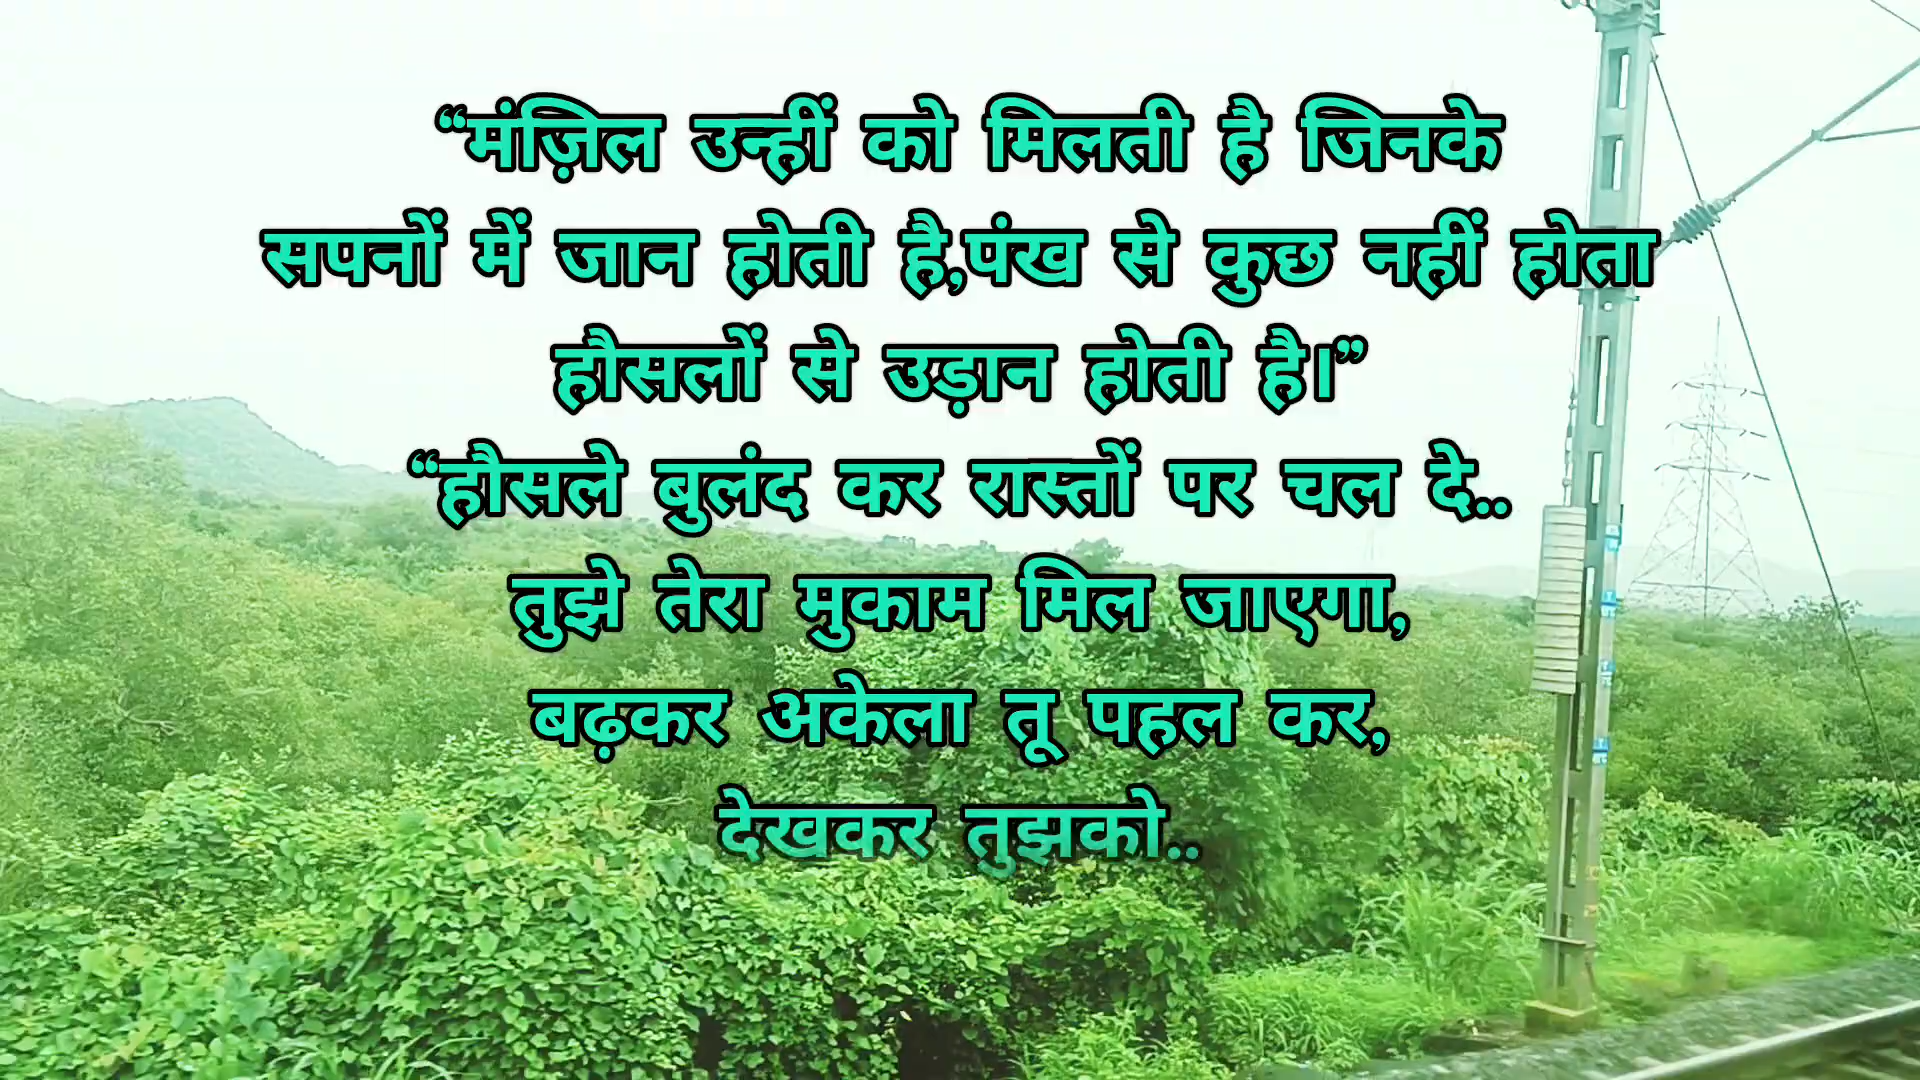 “मंज़िल उन्हीं को मिलती है जिनके
सपनों में जान होती है,पंख से कुछ नहीं होता
हौसलों से उड़ान होती है।”
“हौसले बुलंद कर रास्तों पर चल दे..
तुझे तेरा मुकाम मिल जाएगा,
बढ़कर अकेला तू पहल कर,
देखकर तुझको..